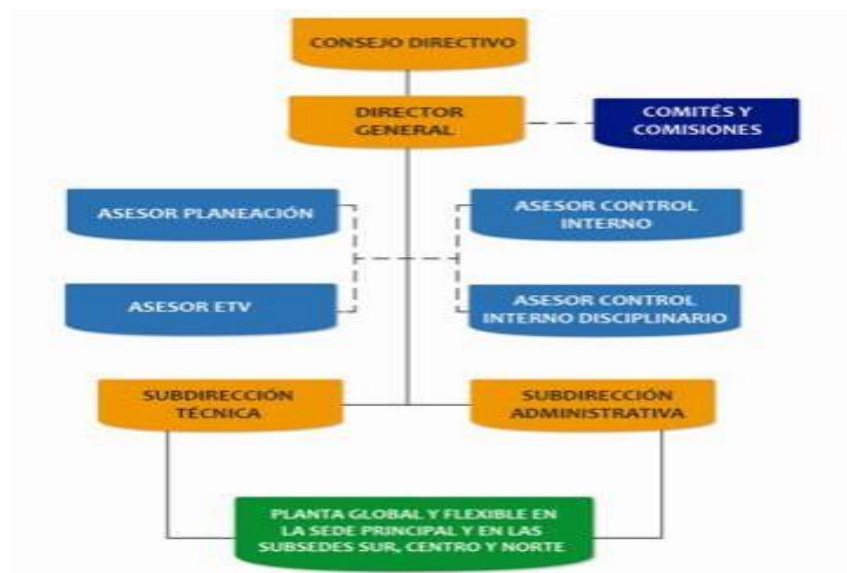 CONSEJO DIRECTIVO
DIRECTOR
GENERAL
COMITÉS Y
COMISIONES
ASESOR PLANEACIÓN
ASESOR CONTROL
INTERNO
ASESOR ETV
ASESOR CONTROL
INTERNO DISCIPLINARIO
SUBDIRECCIÓN
TÉCNICA
SUBDIRECCIÓN
ADMINISTRATIVA
PLANTA GLOBAL Y FLEXIBLE EN
LA SEDE PRINCIPAL Y EN LAS
SUBSEDES SUR, CENTRO Y NORTE